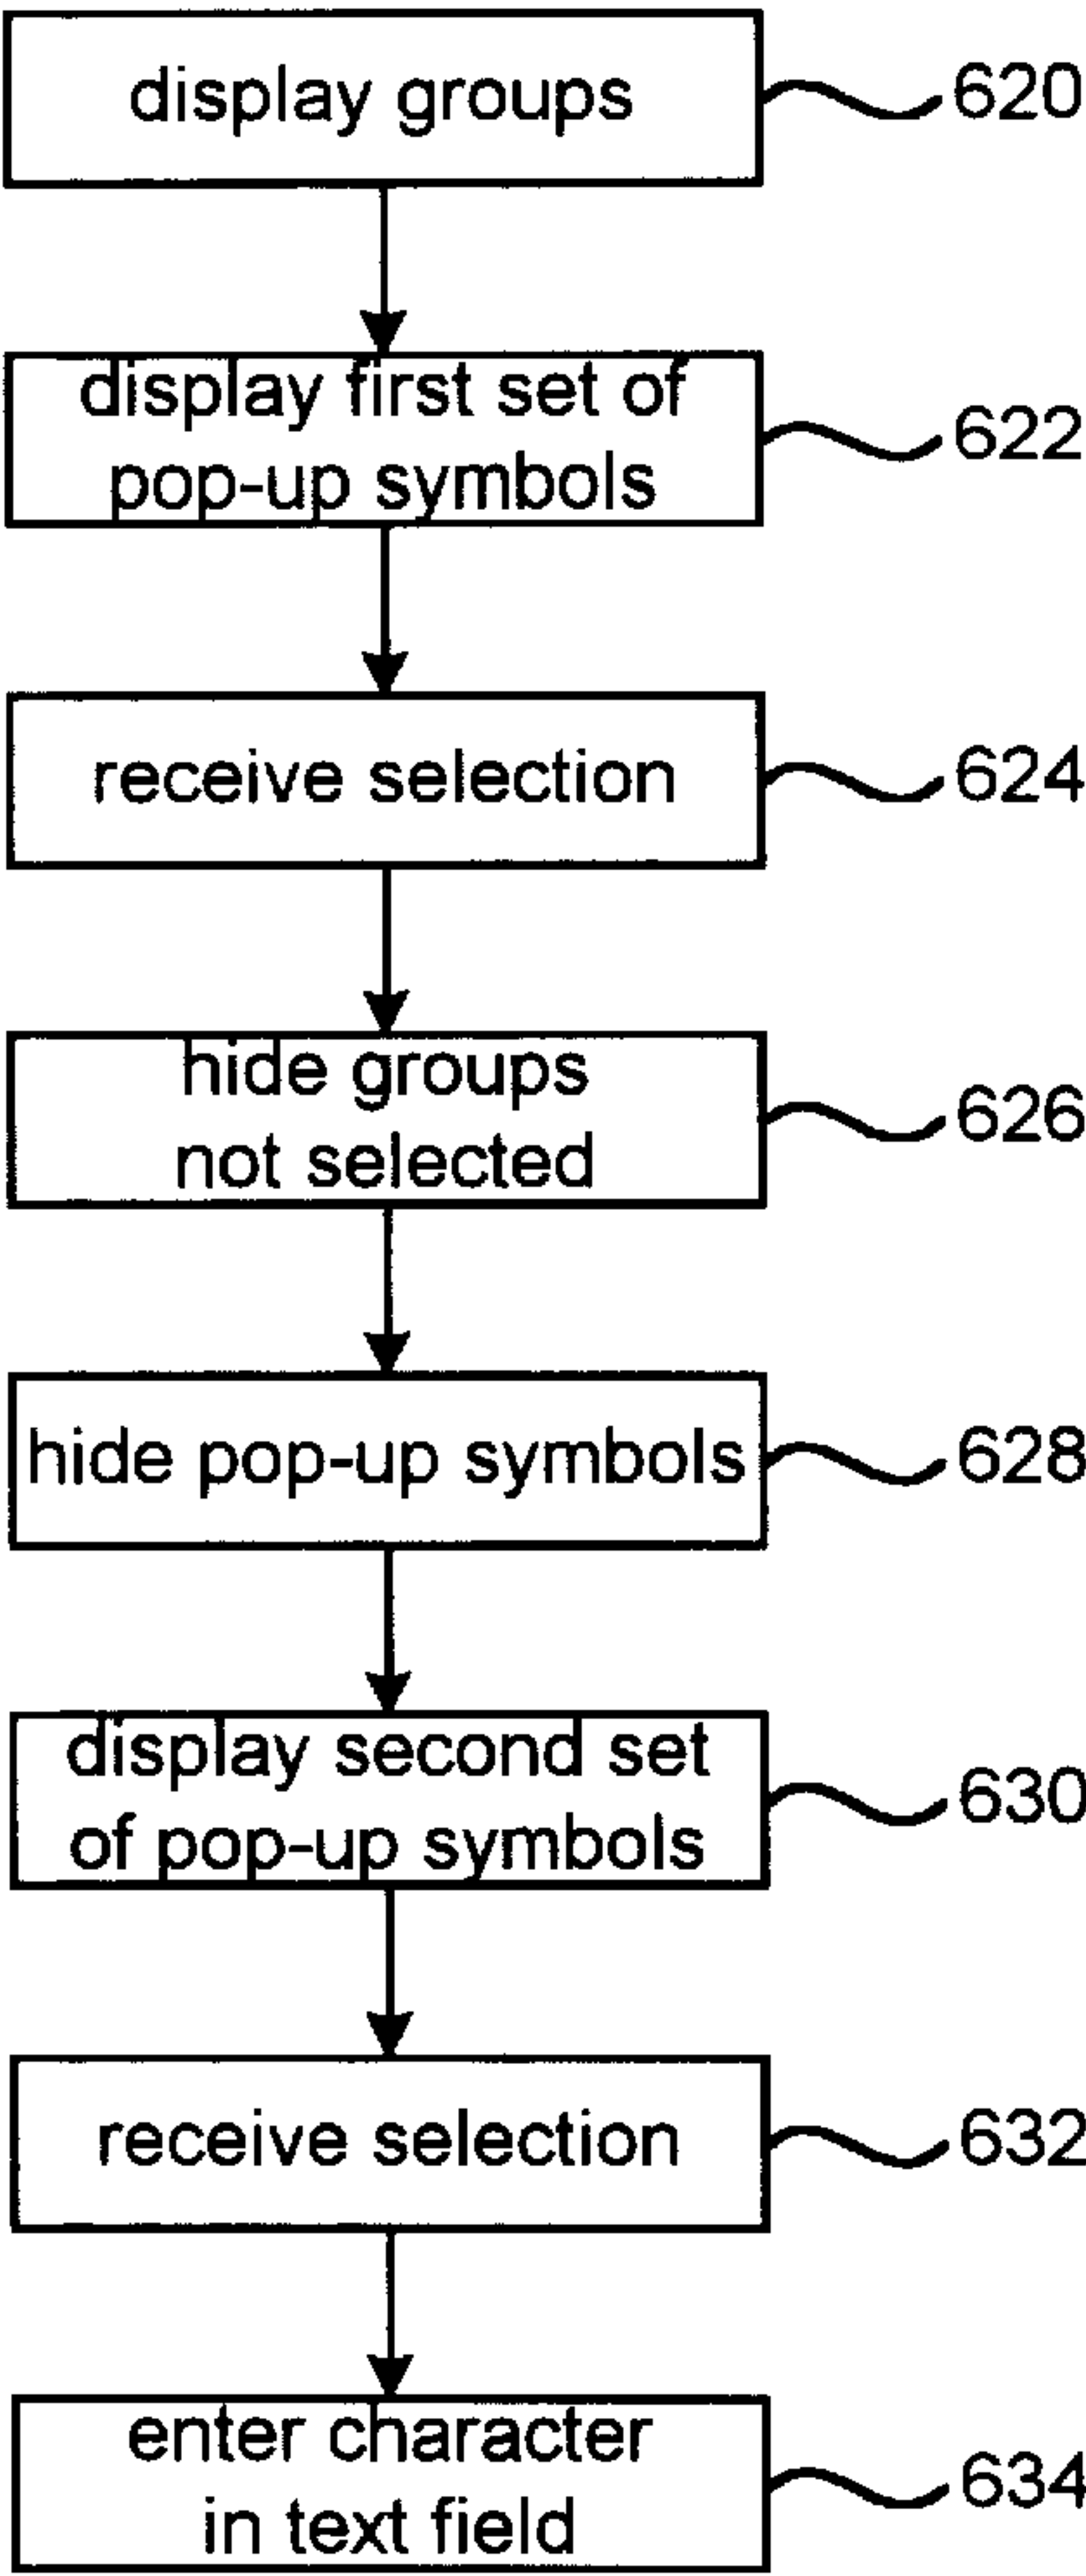 display groups
620
display first set of
pop-up symbols
622
receive selection
624
hide groups
not selected
626
hide pop-up symbols
628
display second set
of pop-up symbols
630
receive selection
632
enter character
in text field
634